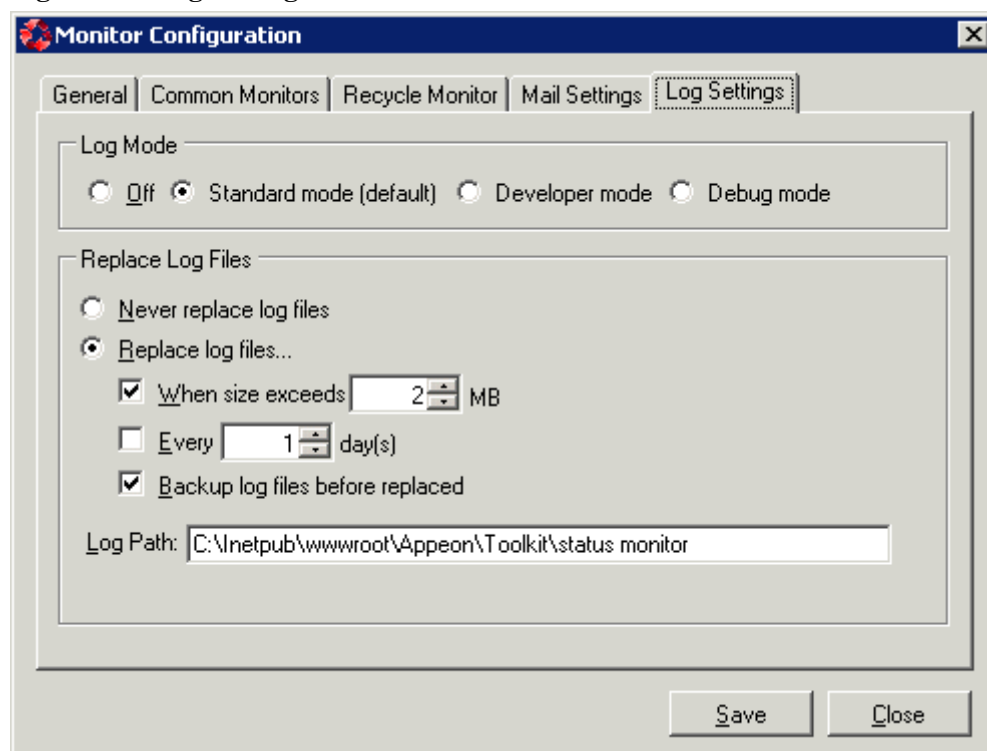 Monitor Configuration
General Common Monitors Recycle Monitor Mail Settings Log Settings
Log Mode
Off Standard mode (default) Developer mode Debug mode
Replace Log Files
Never replace log files
Replace log files...
When size exceeds 2 MB
Every 1 day(s)
Backup log files before replaced
Log Path: C:\Inetpub\wwwroot\Appeon\Toolkit\status monitor
Save Close